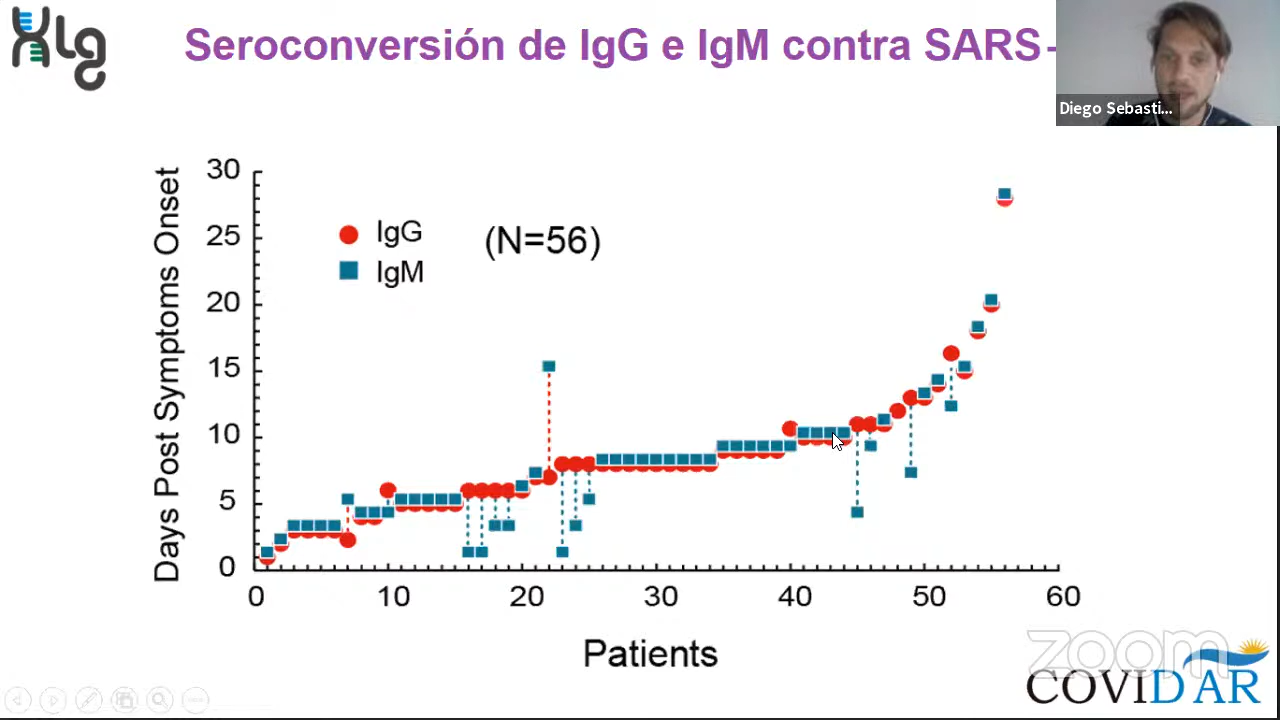 Xlg
Seroconversión de IgG e IgM contra SARS-
Diego Sebasti...
Days Post Symptoms Onset
30
25
20
15
10
5
0
IgG
IgM
(N=56)
0 10 20 30 40 50 60
Patients
zoom
COVIDAR